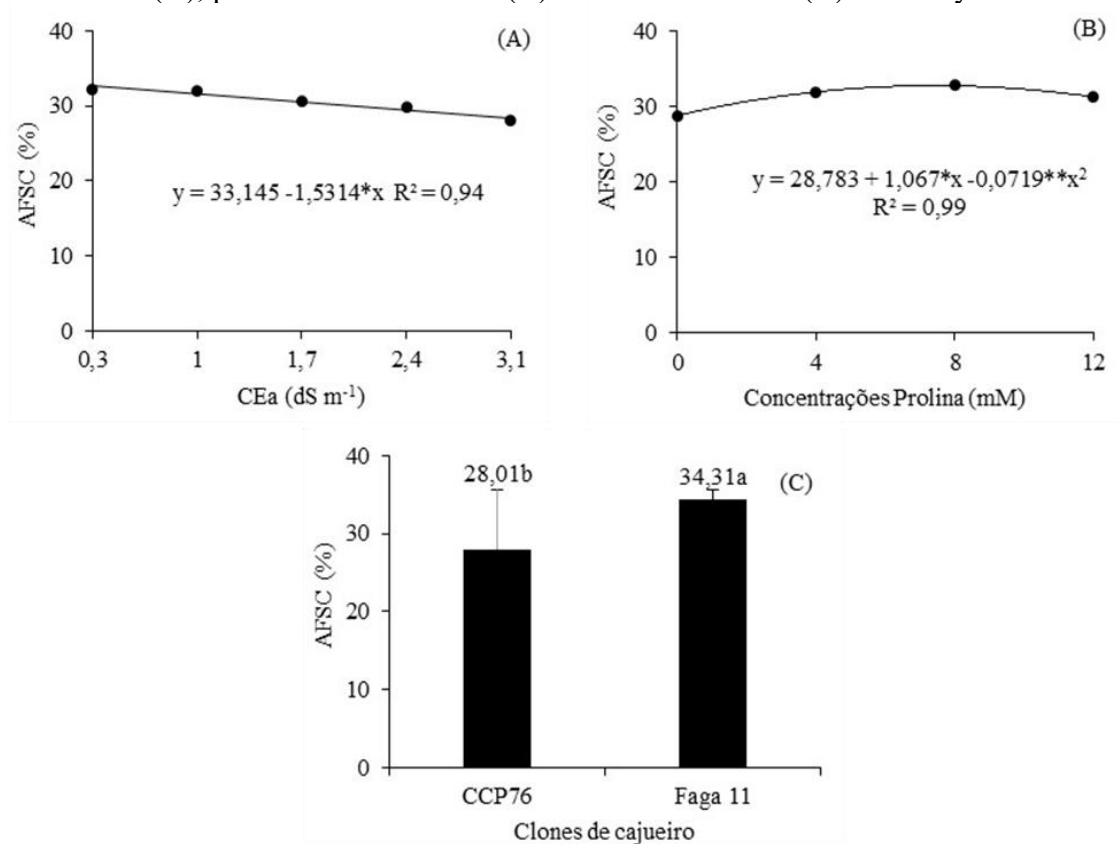 40
(A)
30
20
y = 33,145 -1,5314*x R² = 0,94
10
0
0,3 1 1,7 2,4 3,1
CEa (dS m⁻¹)
AFSC (%)
40
(B)
30
20
y = 28,783 + 1,067*x -0,0719**x²
R² = 0,99
10
0
0 4 8 12
Concentrações Prolina (mM)
AFSC (%)
40
28,01b 34,31a (C)
30
20
10
0
CCP76 Faga 11
Clones de cajueiro
AFSC (%)